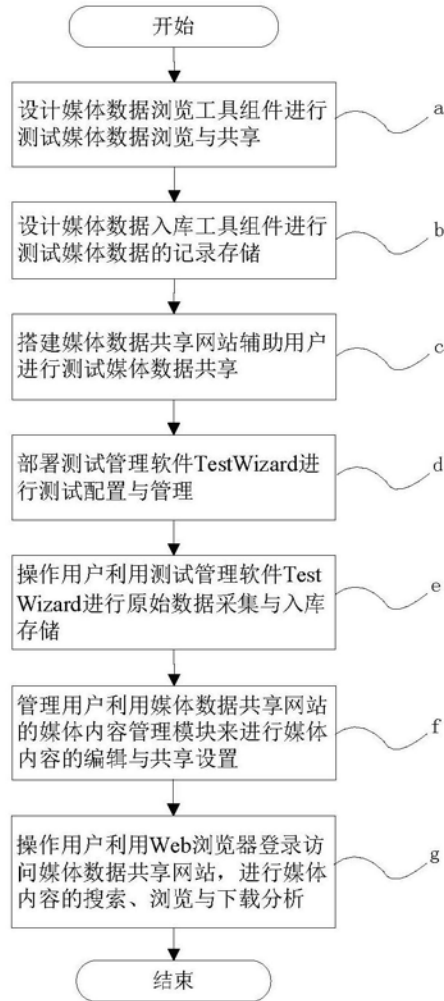 开始
设计媒体数据浏览工具组件进行
测试媒体数据浏览与共享
a
设计媒体数据入库工具组件进行
测试媒体数据的记录存储
b
搭建媒体数据共享网站辅助用户
进行测试媒体数据共享
c
部署测试管理软件TestWizard进
行测试配置与管理
d
操作用户利用测试管理软件Test
Wizard进行原始数据采集与入库
存储
e
管理用户利用媒体数据共享网站
的媒体内容管理模块来进行媒体
内容的编辑与共享设置
f
操作用户利用Web浏览器登录访
问媒体数据共享网站，进行媒体
内容的搜索、浏览与下载分析
g
结束